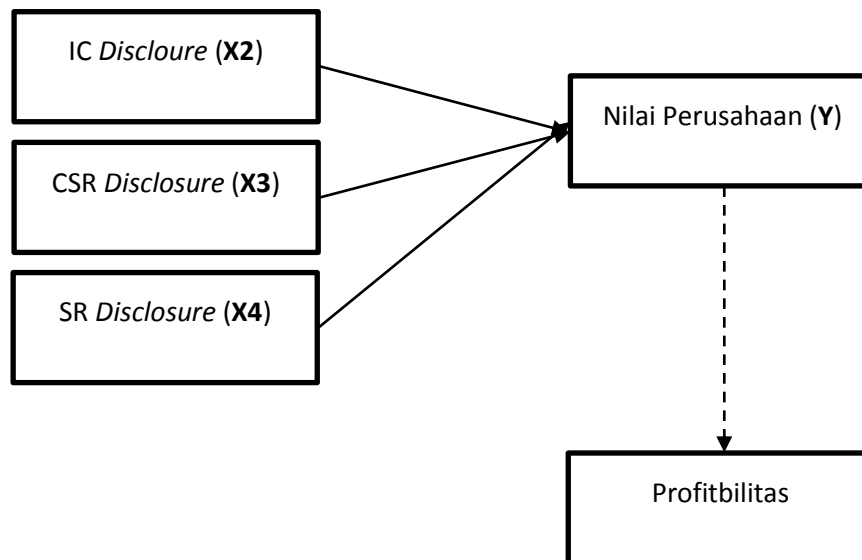 IC Discloure (X2)
Nilai Perusahaan (Y)
CSR Disclosure (X3)
SR Disclosure (X4)
Profitbilitas